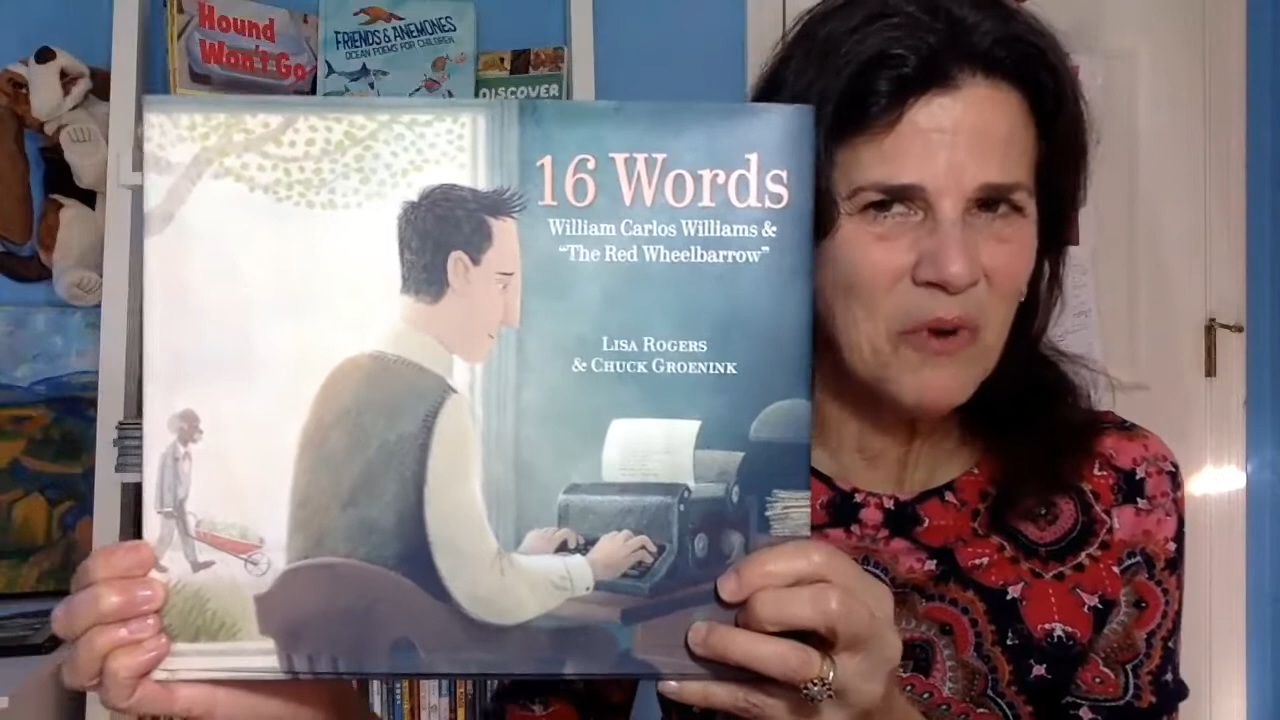 Hound
Won't Go
FRIENDS & ANEMONES
OCEAN POEMS FOR CHILDREN
DISCOVER
16 Words
William Carlos Williams &
“The Red Wheelbarrow”
LISA ROGERS
& CHUCK GROENINK